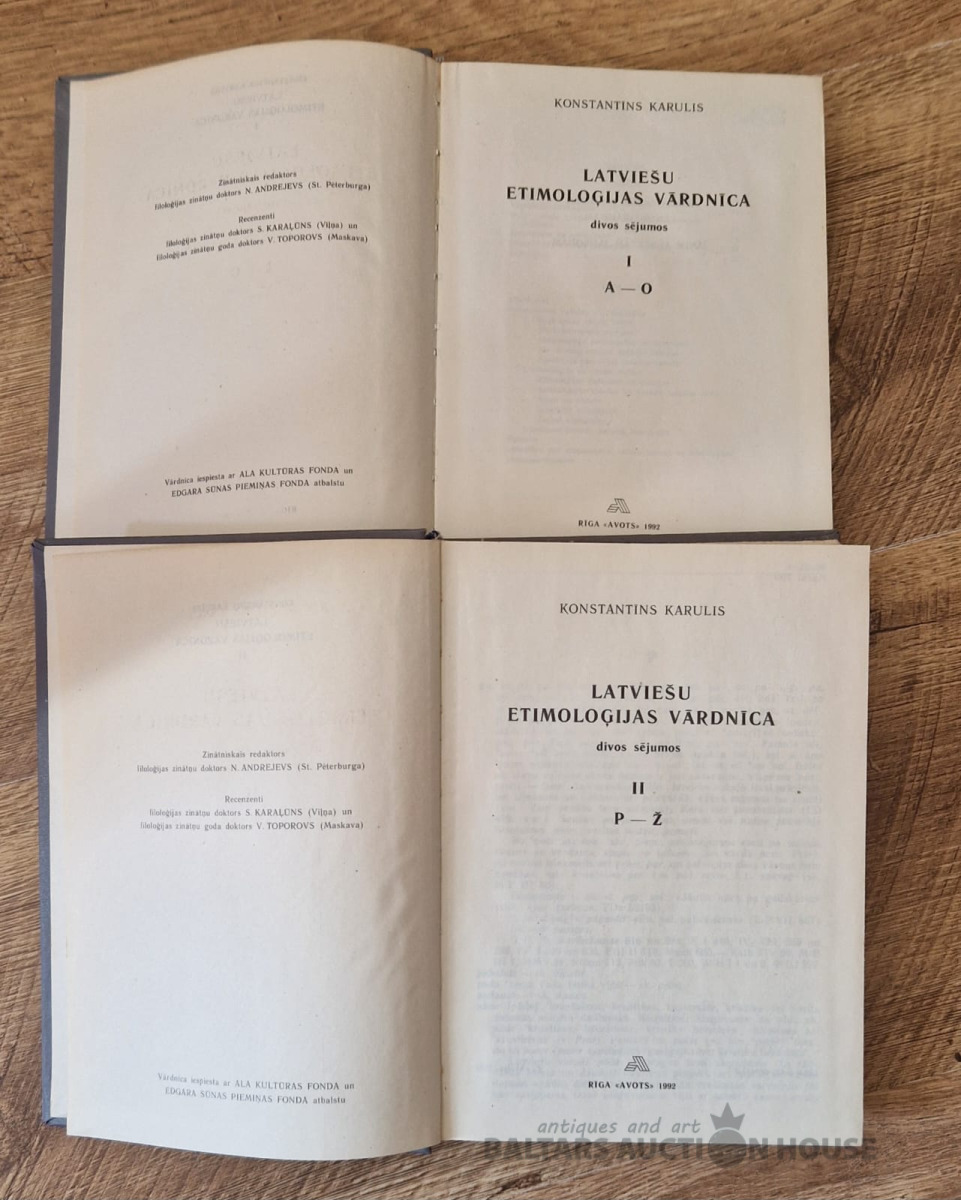 Zinātniskais redaktors
filoloģijas zinātņu doktors N. ANDREJEVS (St. Pēterburga)
Recenzenti
filoloģijas zinātņu doktors S. KARAĻŪNS (Viļņa) un
filoloģijas zinātņu goda doktors V. TOPOROVS (Maskava)
Vārdnīca iespiesta ar ALA KULTŪRAS FONDA un
EDGARA SŪNAS PIEMIŅAS FONDA atbalstu
KONSTANTĪNS KARULIS
LATVIEŠU
ETIMOLOĢIJAS VĀRDNĪCA
divos sējumos
I
A — O
RĪGA «AVOTS» 1992
Zinātniskais redaktors
filoloģijas zinātņu doktors N. ANDREJEVS (St. Pēterburga)
Recenzenti
filoloģijas zinātņu doktors S. KARAĻŪNS (Viļņa) un
filoloģijas zinātņu goda doktors V. TOPOROVS (Maskava)
Vārdnīca iespiesta ar ALA KULTŪRAS FONDA un
EDGARA SŪNAS PIEMIŅAS FONDA atbalstu
KONSTANTĪNS KARULIS
LATVIEŠU
ETIMOLOĢIJAS VĀRDNĪCA
divos sējumos
II
P — Ž
RĪGA «AVOTS» 1992
antiques and art
BALTARS AUCTION HOUSE